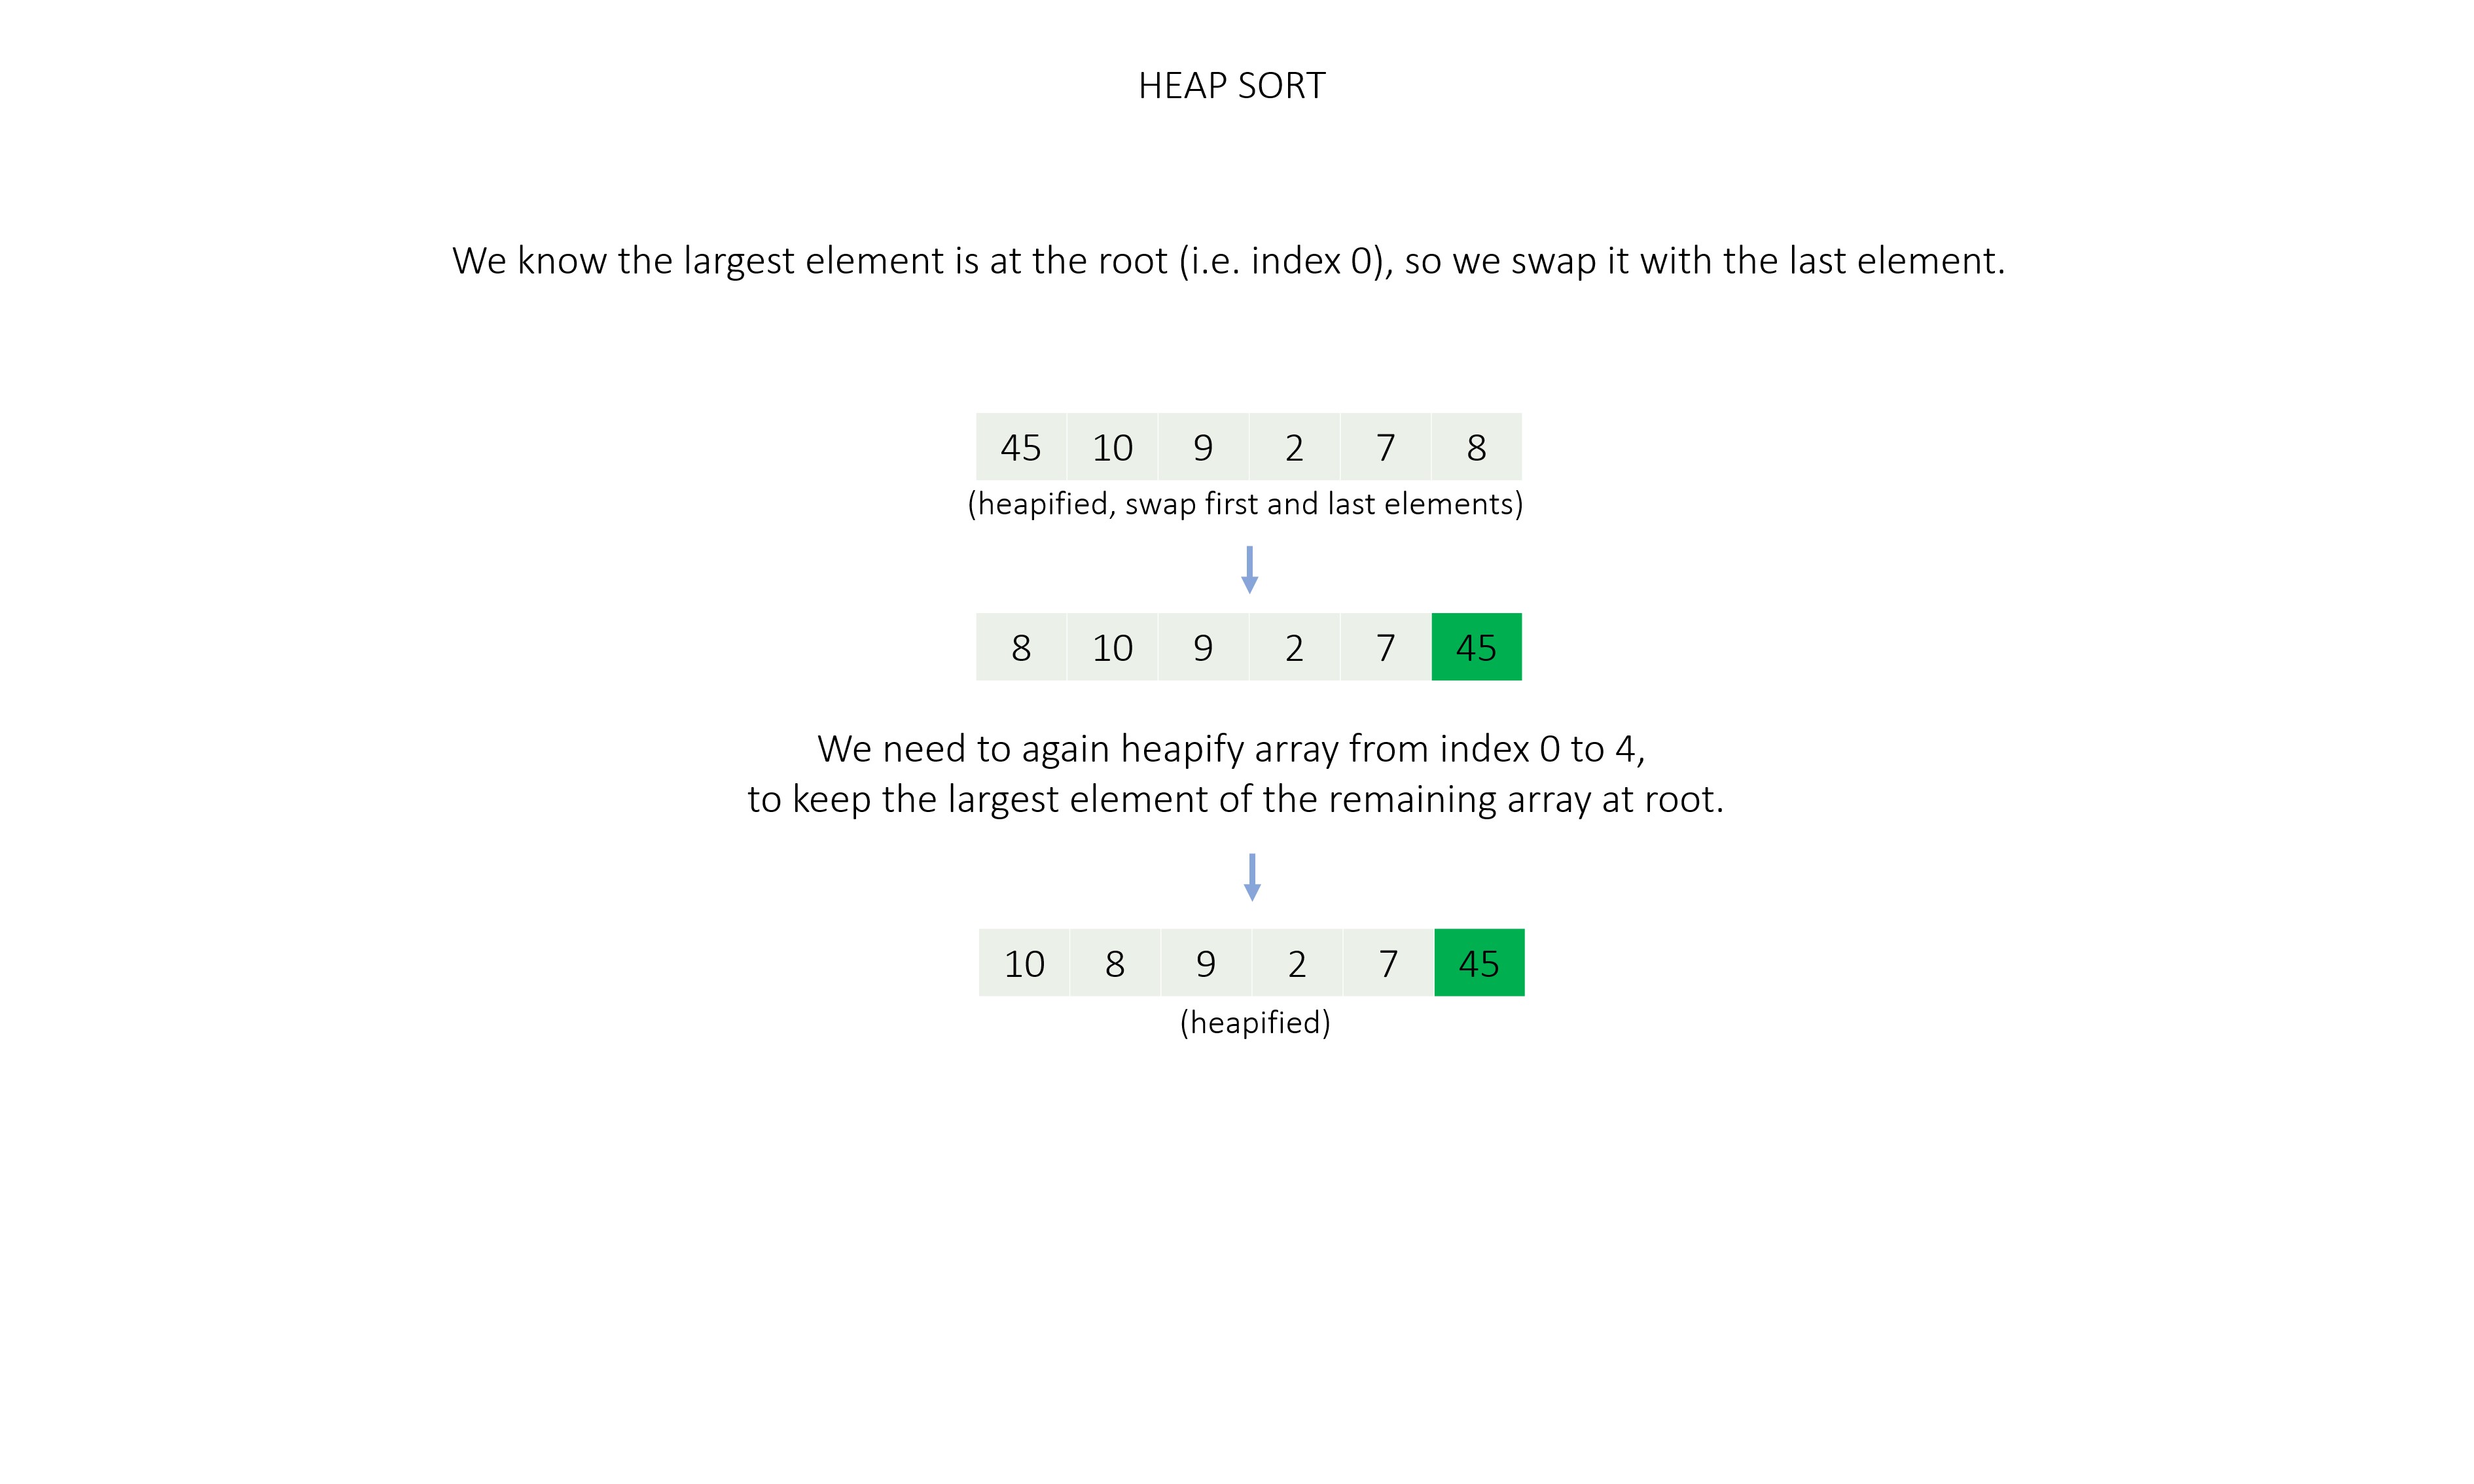 HEAP SORT
We know the largest element is at the root (i.e. index 0), so we swap it with the last element.
45 10 9 2 7 8
(heapified, swap first and last elements)
8 10 9 2 7 45
We need to again heapify array from index 0 to 4,
to keep the largest element of the remaining array at root.
10 8 9 2 7 45
(heapified)